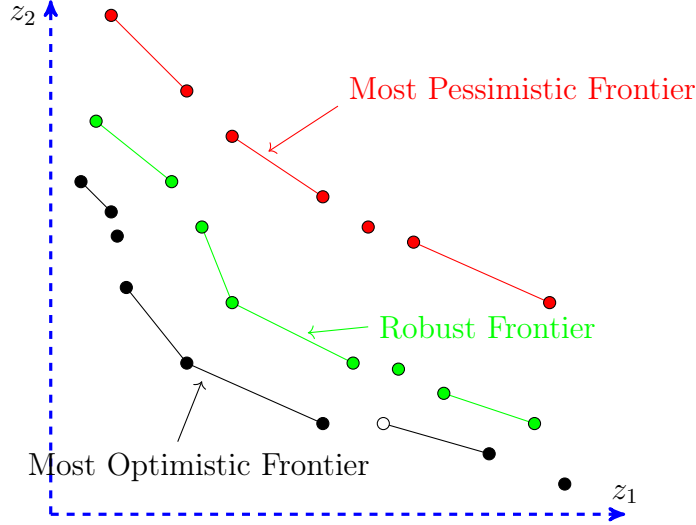 z₂
Most Pessimistic Frontier
Robust Frontier
Most Optimistic Frontier
z₁